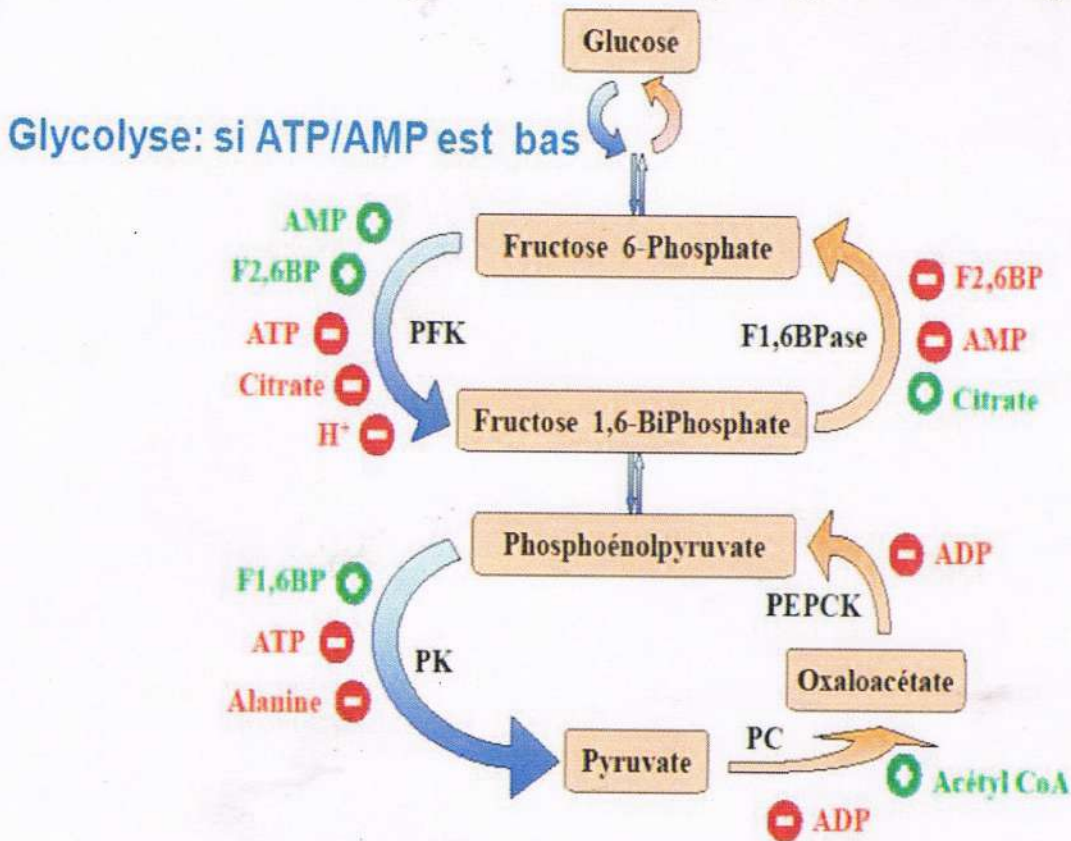 Glucose
Glycolyse: si ATP/AMP est bas
AMP
F2,6BP
ATP
Citrate
H⁺
PFK
Fructose 6-Phosphate
F1,6BPase
F2,6BP
AMP
Citrate
Fructose 1,6-BiPhosphate
Phosphoénolpyruvate
F1,6BP
ATP
Alanine
PK
ADP
PEPCK
Oxaloacétate
Pyruvate
PC
Acétyl CoA
ADP